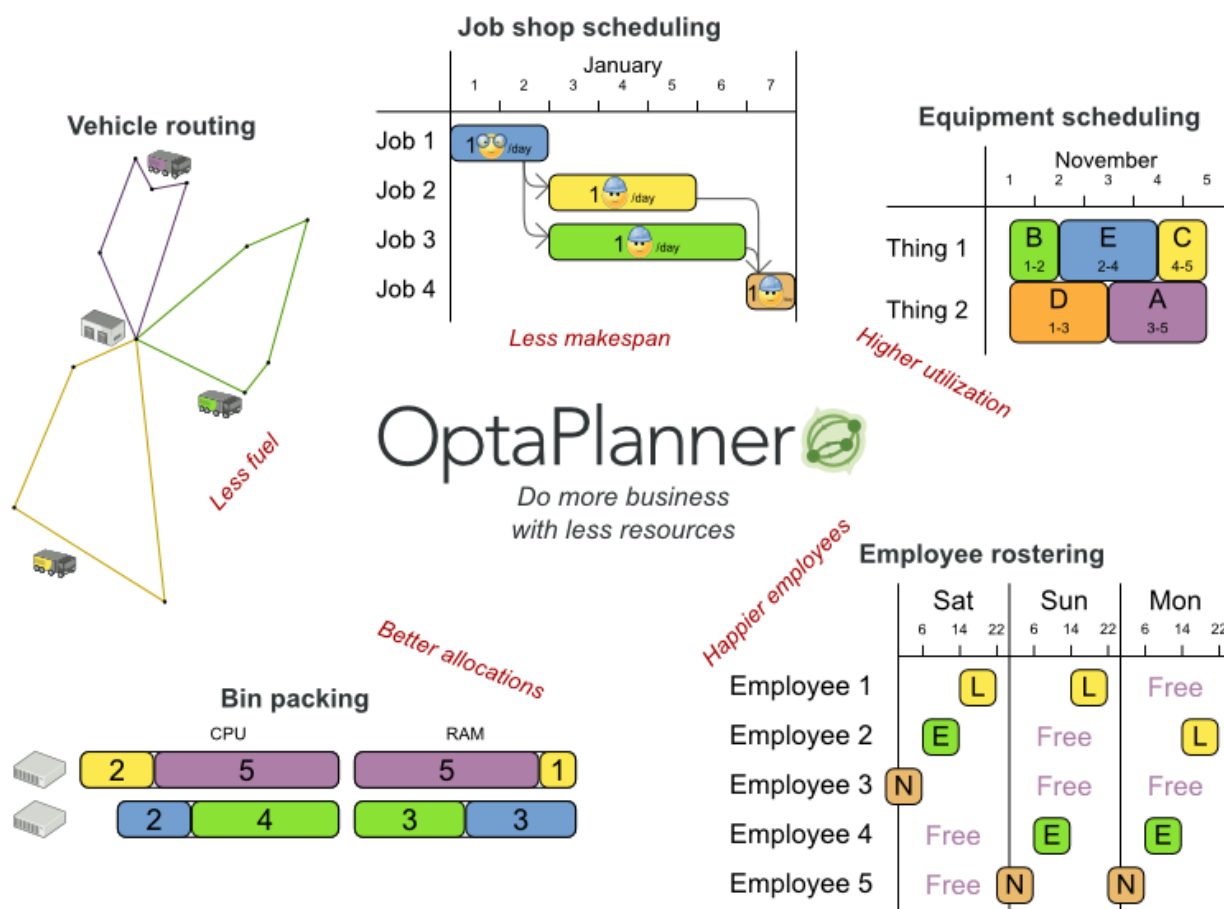 Job shop scheduling
January
1 2 3 4 5 6 7
Job 1
1 /day
Job 2
1 /day
Job 3
1 /day
Job 4
1 /day
Less makespan
Vehicle routing
Less fuel
Equipment scheduling
November
1 2 3 4 5
Thing 1
B E C
1-2 2-4 4-5
Thing 2
D A
1-3 3-5
Higher utilization
OptaPlanner
Do more business
with less resources
Better allocations
Bin packing
CPU RAM
2 5 5 1
2 4 3 3
Happier employees
Employee rostering
Sat Sun Mon
6 14 22 6 14 22 6 14 22
Employee 1 L L Free
Employee 2 E Free L
Employee 3 N Free Free
Employee 4 Free E E
Employee 5 Free N N